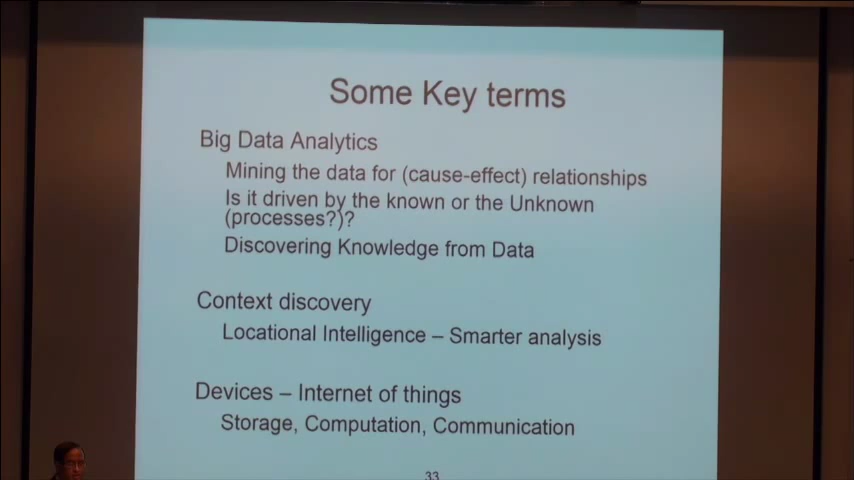 Some Key terms
Big Data Analytics
Mining the data for (cause-effect) relationships
Is it driven by the known or the Unknown
(processes?)?
Discovering Knowledge from Data
Context discovery
Locational Intelligence – Smarter analysis
Devices – Internet of things
Storage, Computation, Communication
33